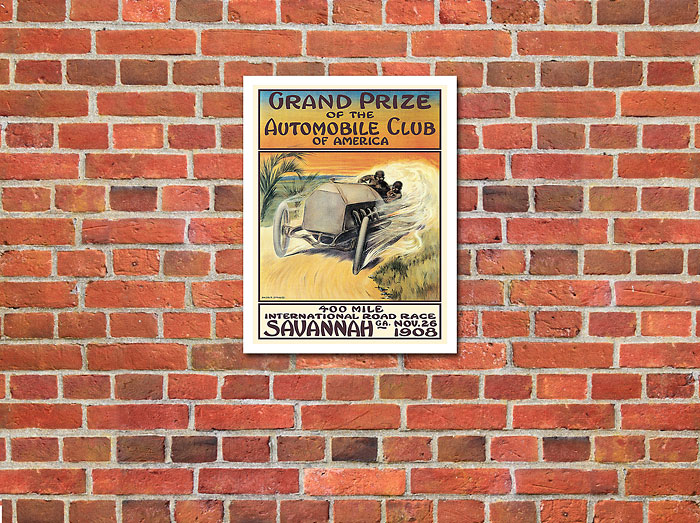 GRAND PRIZE
OF THE
AUTOMOBILE CLUB
OF AMERICA
400 MILE
INTERNATIONAL ROAD RACE
SAVANNAH GA. NOV. 26
1908